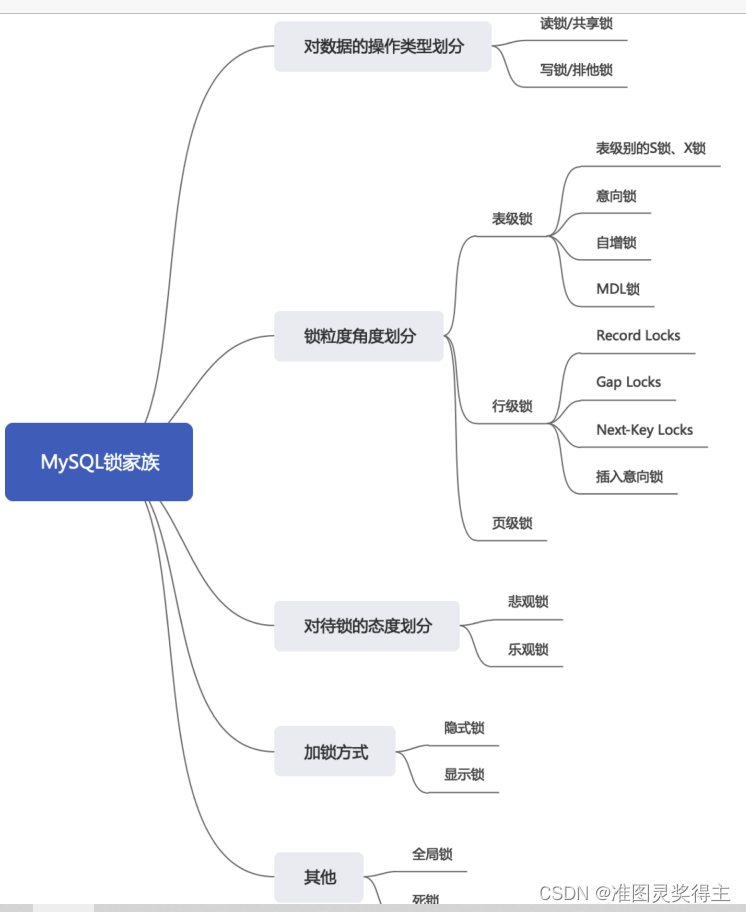 对数据的操作类型划分
读锁/共享锁
写锁/排他锁
表级别的S锁、X锁
表级锁
意向锁
自增锁
MDL锁
锁粒度角度划分
Record Locks
Gap Locks
行级锁
Next-Key Locks
插入意向锁
页级锁
MySQL锁家族
悲观锁
对待锁的态度划分
乐观锁
隐式锁
加锁方式
显示锁
全局锁
其他
死锁
CSDN @准图灵奖得主